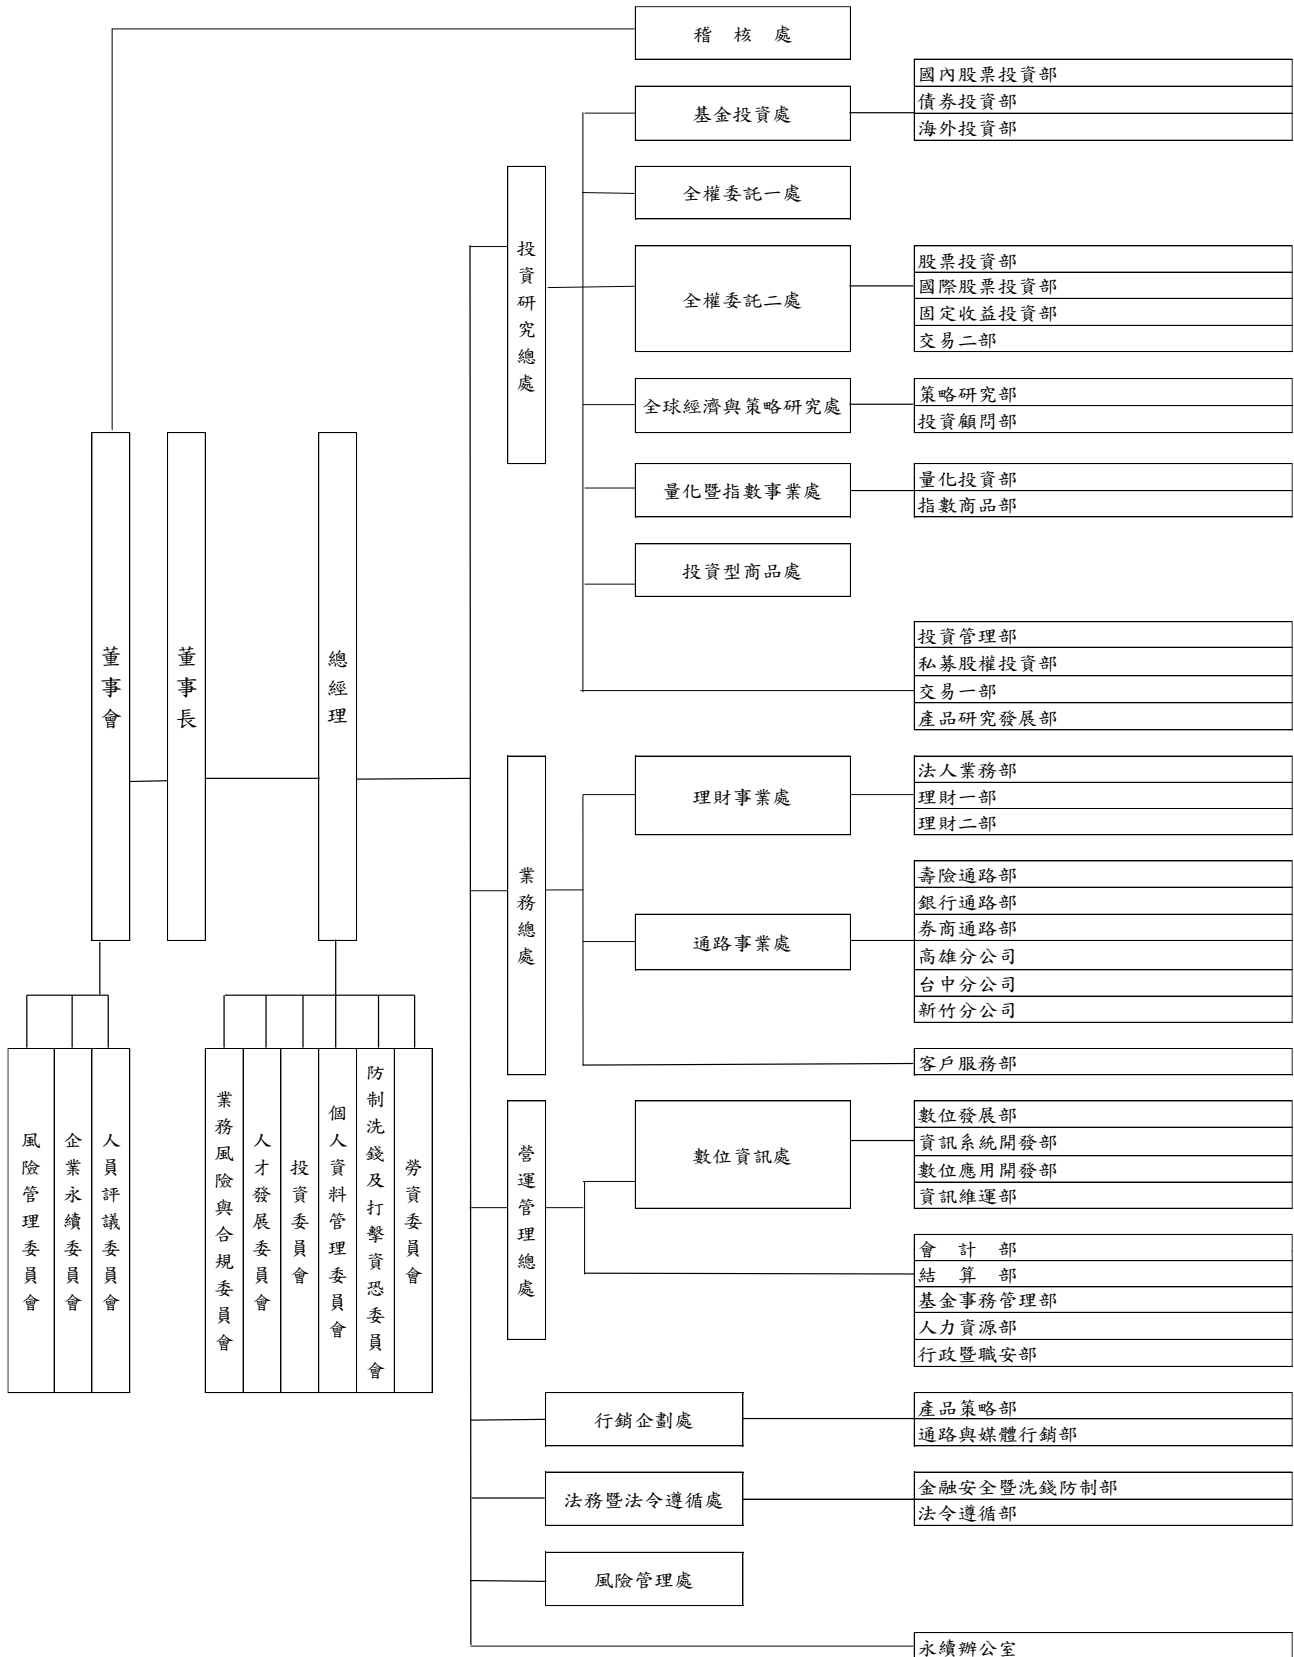 稽　核　處
國內股票投資部
債券投資部
海外投資部
基金投資處
全權委託一處
投資研究總處
股票投資部
國際股票投資部
固定收益投資部
交易二部
全權委託二處
全球經濟與策略研究處
策略研究部
投資顧問部
量化暨指數事業處
量化投資部
指數商品部
投資型商品處
投資管理部
私募股權投資部
交易一部
產品研究發展部
董事會
董事長
總經理
理財事業處
法人業務部
理財一部
理財二部
業務總處
通路事業處
壽險通路部
銀行通路部
券商通路部
高雄分公司
台中分公司
新竹分公司
客戶服務部
風險管理委員會
企業永續委員會
人員評議委員會
業務風險與合規委員會
人才發展委員會
投資委員會
個人資料管理委員會
防制洗錢及打擊資恐委員會
勞資委員會
營運管理總處
數位資訊處
數位發展部
資訊系統開發部
數位應用開發部
資訊維運部
會　計　部
結　算　部
基金事務管理部
人力資源部
行政暨職安部
行銷企劃處
產品策略部
通路與媒體行銷部
法務暨法令遵循處
金融安全暨洗錢防制部
法令遵循部
風險管理處
永續辦公室